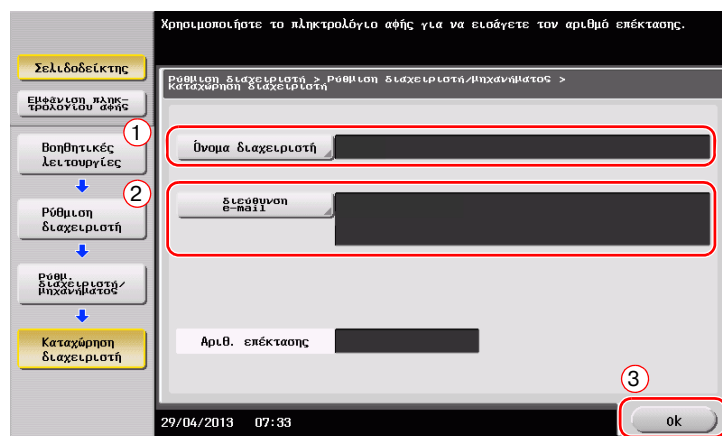 Χρησιμοποιήστε το πληκτρολόγιο αφής για να εισάγετε τον αριθμό επέκτασης.
Σελιδοδείκτης
Ρύθμιση διαχειριστή > Ρύθμιση διαχειριστή/μηχανήματος >
Καταχώρηση διαχειριστή
Εμφάνιση πληκ-
τρολογίου αφής
1
Βοηθητικές
λειτουργίες
Όνομα διαχειριστή
2
Ρύθμιση
διαχειριστή
διεύθυνση
e-mail
Ρύθμ.
διαχειριστή/
μηχανήματος
Καταχώρηση
διαχειριστή
Αριθ. επέκτασης
3
29/04/2013 07:33
ok